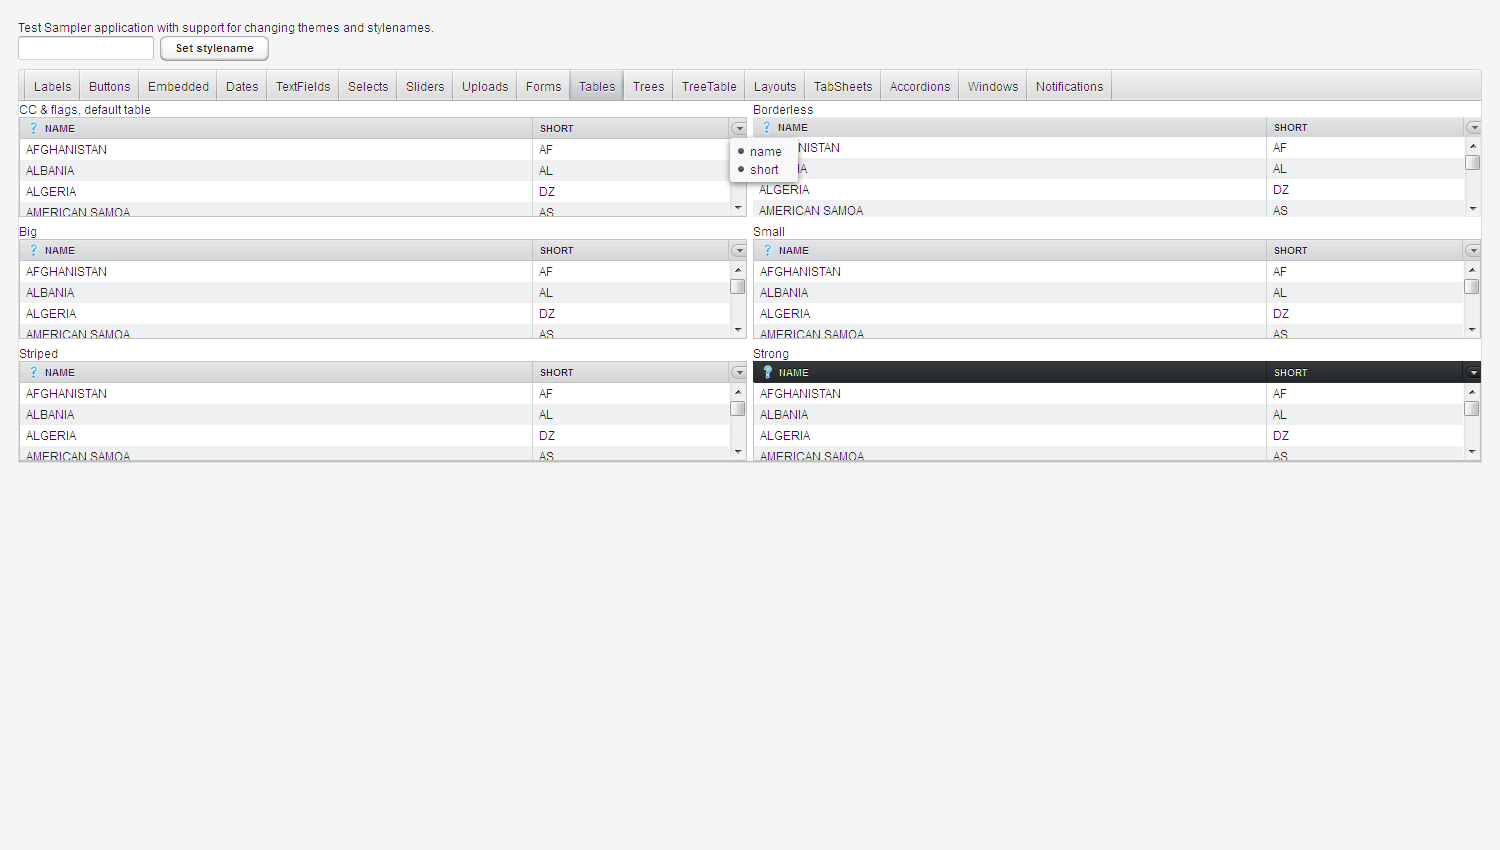 Test Sampler application with support for changing themes and stylenames.
Set stylename
Labels Buttons Embedded Dates TextFields Selects Sliders Uploads Forms Tables Trees TreeTable Layouts TabSheets Accordions Windows Notifications
CC & flags, default table
? NAME SHORT
AFGHANISTAN AF
ALBANIA AL
ALGERIA DZ
AMERICAN SAMOA AS
name
short
Borderless
? NAME SHORT
NISTAN AF
IA AL
ALGERIA DZ
AMERICAN SAMOA AS
Big
? NAME SHORT
AFGHANISTAN AF
ALBANIA AL
ALGERIA DZ
AMERICAN SAMOA AS
Small
? NAME SHORT
AFGHANISTAN AF
ALBANIA AL
ALGERIA DZ
AMERICAN SAMOA AS
Striped
? NAME SHORT
AFGHANISTAN AF
ALBANIA AL
ALGERIA DZ
AMERICAN SAMOA AS
Strong
? NAME SHORT
AFGHANISTAN AF
ALBANIA AL
ALGERIA DZ
AMERICAN SAMOA AS